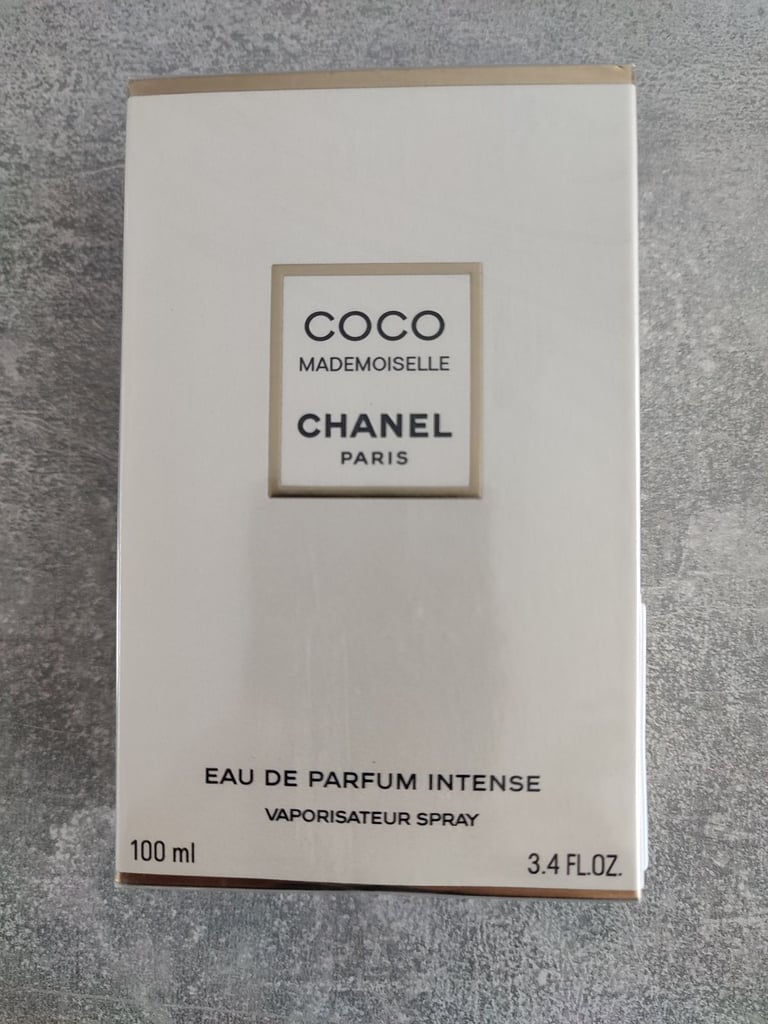 COCO
MADEMOISELLE
CHANEL
PARIS
EAU DE PARFUM INTENSE
VAPORISATEUR SPRAY
100 ml
3.4 FL.OZ.